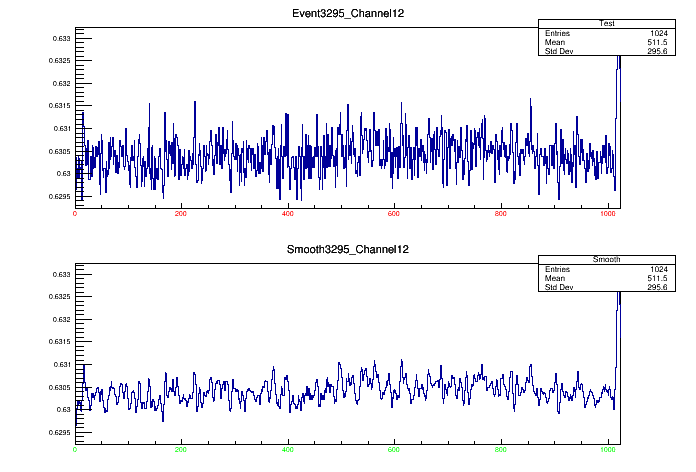 Event3295_Channel12
Test
Entries 1024
Mean 511.5
Std Dev 295.6
0.633
0.6325
0.632
0.6315
0.631
0.6305
0.63
0.6295
0 200 400 600 800 1000
Smooth3295_Channel12
Smooth
Entries 1024
Mean 511.5
Std Dev 295.6
0.633
0.6325
0.632
0.6315
0.631
0.6305
0.63
0.6295
0 200 400 600 800 1000